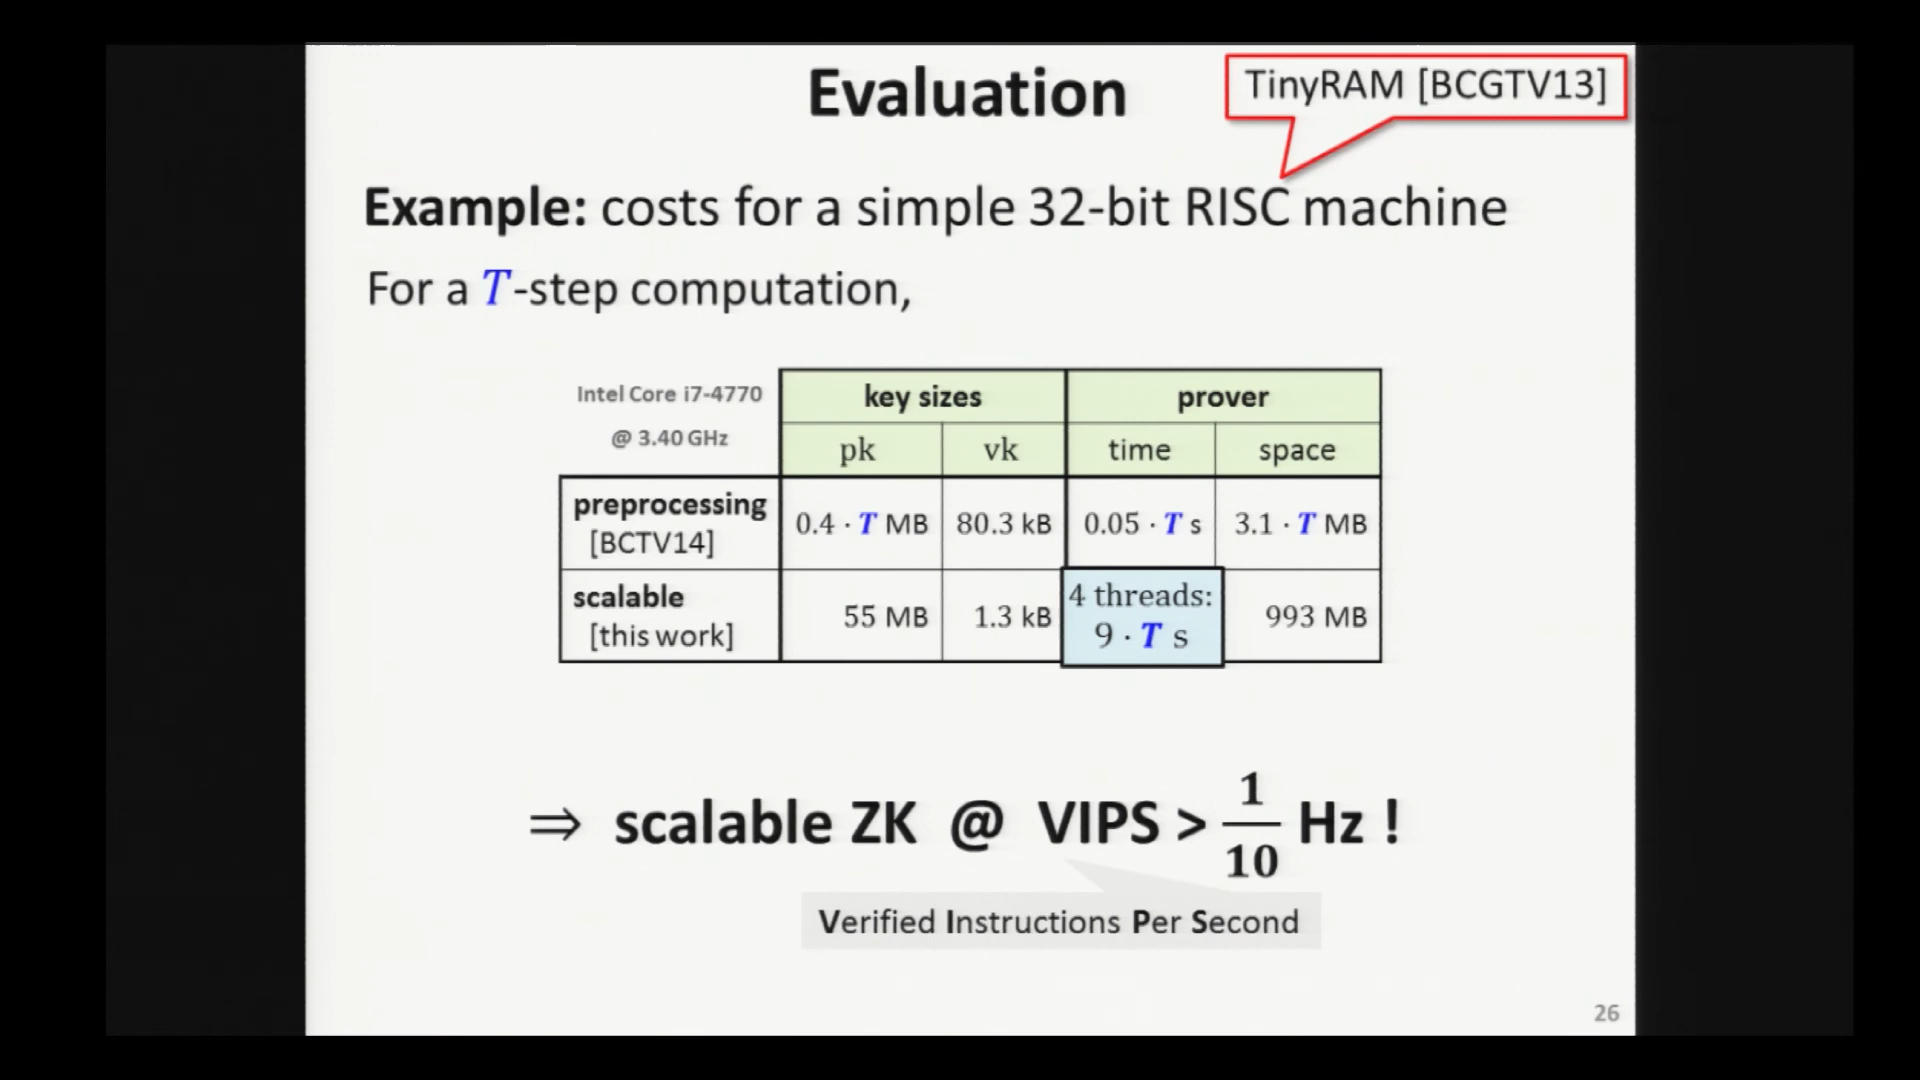 Evaluation
TinyRAM [BCGTV13]
Example: costs for a simple 32-bit RISC machine
For a T-step computation,
Intel Core i7-4770
@ 3.40 GHz
key sizes
prover
pk
vk
time
space
preprocessing
[BCTV14]
0.4 · T MB
80.3 kB
0.05 · T s
3.1 · T MB
scalable
[this work]
55 MB
1.3 kB
4 threads:
9 · T s
993 MB
⇒ scalable ZK @ VIPS > 1/10 Hz !
Verified Instructions Per Second
26